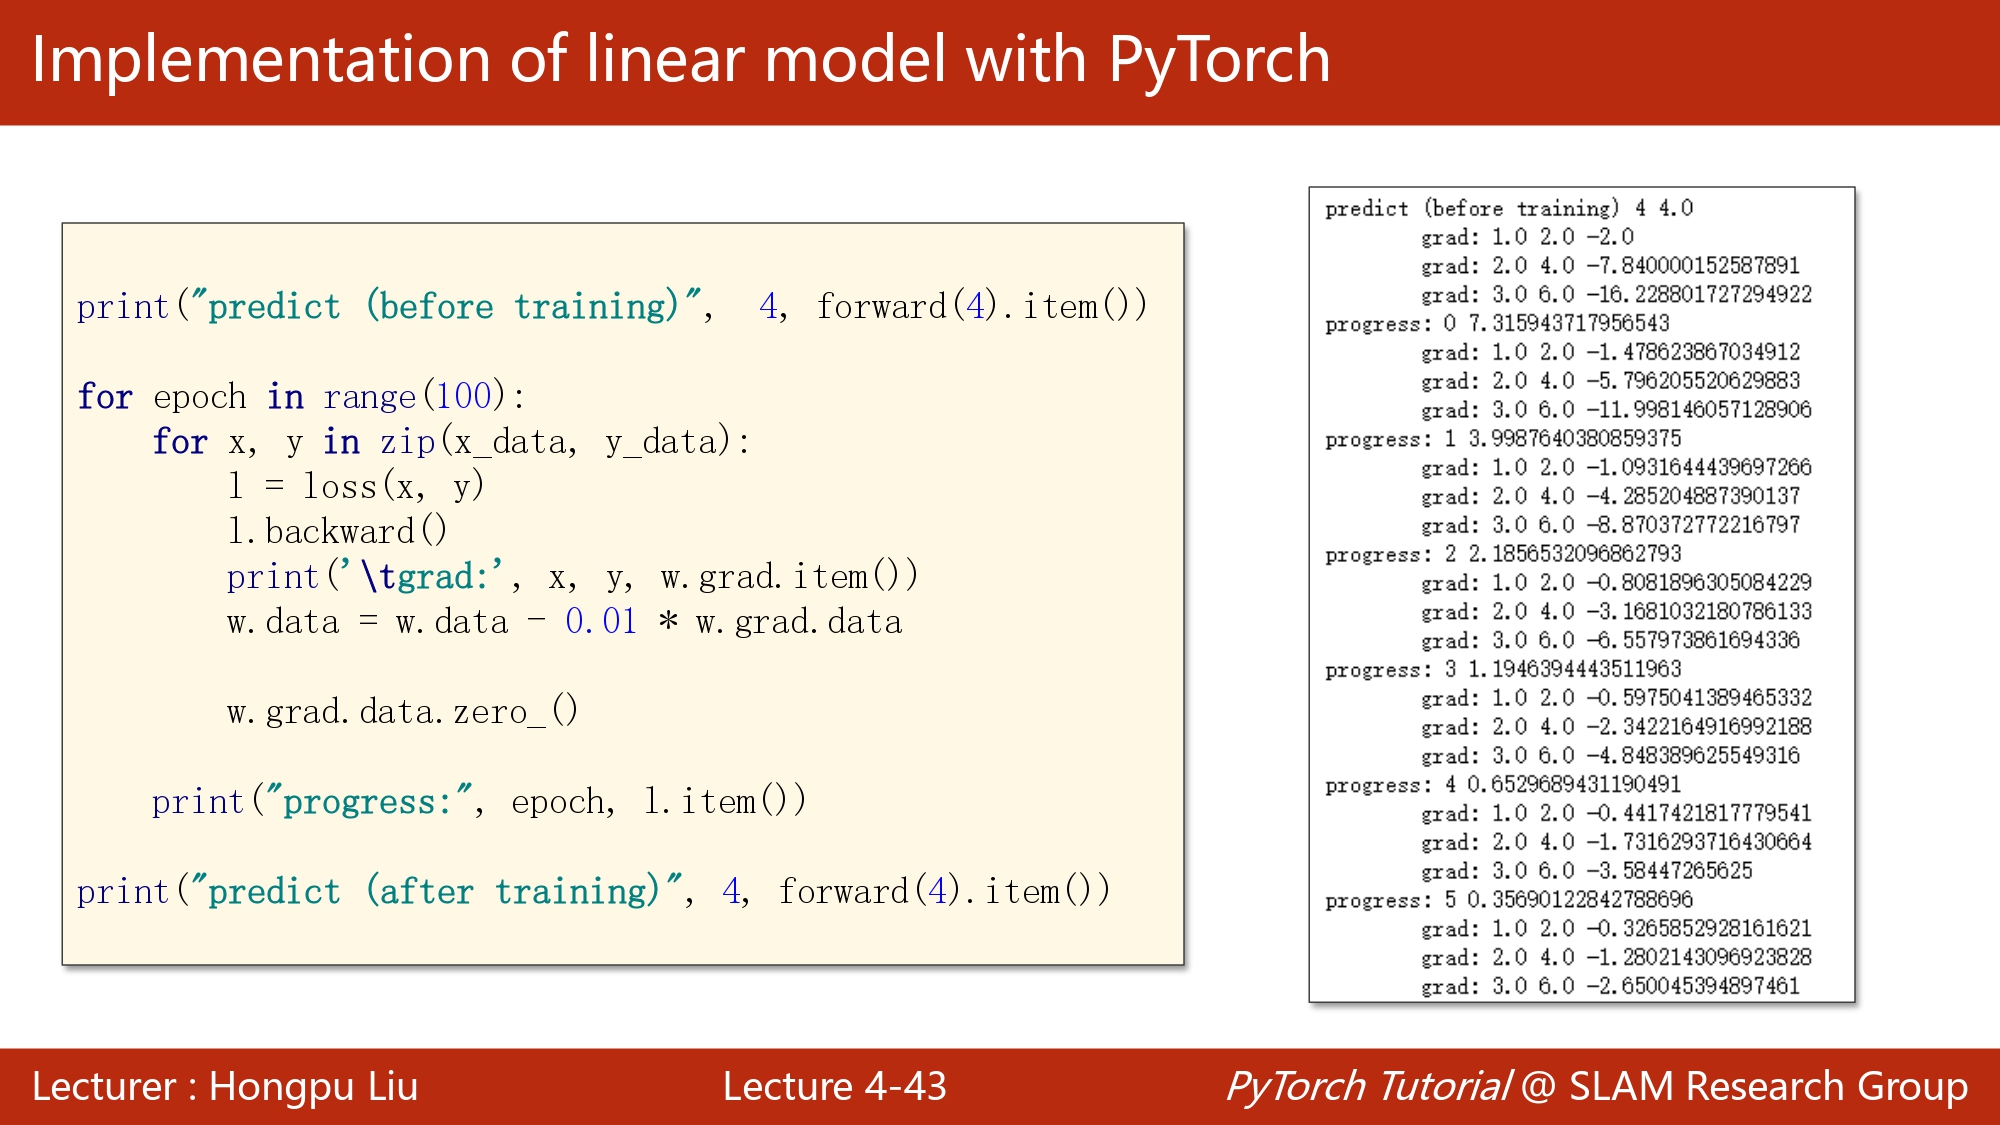 Implementation of linear model with PyTorch
print("predict (before training)",  4, forward(4).item())
for epoch in range(100):
    for x, y in zip(x_data, y_data):
        l = loss(x, y)
        l.backward()
        print('\tgrad:', x, y, w.grad.item())
        w.data = w.data - 0.01 * w.grad.data
        w.grad.data.zero_()
    print("progress:", epoch, l.item())
print("predict (after training)", 4, forward(4).item())
predict (before training) 4 4.0
        grad: 1.0 2.0 -2.0
        grad: 2.0 4.0 -7.840000152587891
        grad: 3.0 6.0 -16.228801727294922
progress: 0 7.315943717956543
        grad: 1.0 2.0 -1.478623867034912
        grad: 2.0 4.0 -5.796205520629883
        grad: 3.0 6.0 -11.998146057128906
progress: 1 3.9987640380859375
        grad: 1.0 2.0 -1.0931644439697266
        grad: 2.0 4.0 -4.285204887390137
        grad: 3.0 6.0 -8.870372772216797
progress: 2 2.1856532096862793
        grad: 1.0 2.0 -0.8081896305084229
        grad: 2.0 4.0 -3.1681032180786133
        grad: 3.0 6.0 -6.557973861694336
progress: 3 1.1946394443511963
        grad: 1.0 2.0 -0.5975041389465332
        grad: 2.0 4.0 -2.3422164916992188
        grad: 3.0 6.0 -4.848389625549316
progress: 4 0.6529689431190491
        grad: 1.0 2.0 -0.4417421817779541
        grad: 2.0 4.0 -1.7316293716430664
        grad: 3.0 6.0 -3.58447265625
progress: 5 0.35690122842788696
        grad: 1.0 2.0 -0.3265852928161621
        grad: 2.0 4.0 -1.2802143096923828
        grad: 3.0 6.0 -2.650045394897461
Lecturer : Hongpu Liu
Lecture 4-43
PyTorch Tutorial @ SLAM Research Group